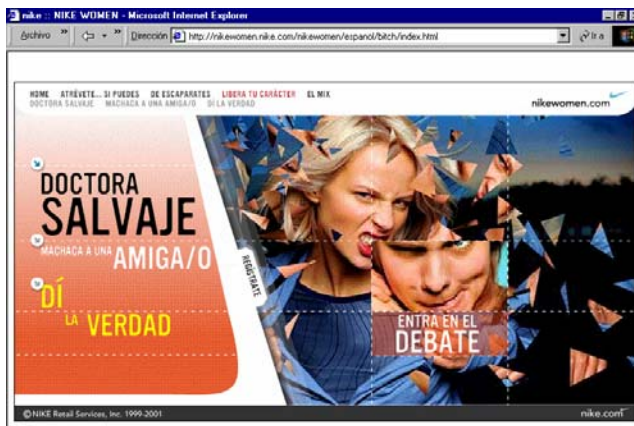 nike :: NIKE WOMEN - Microsoft Internet Explorer
Archivo » Dirección http://nikewomen.nike.com/nikewomen/espanol/bitch/index.html Ir a
HOME ATRÉVETE... SI PUEDES DE ESCAPARATES LIBERA TU CARÁCTER EL MIX
DOCTORA SALVAJE MACHACA A UNA AMIGA/O DÍ LA VERDAD
nikewomen.com
DOCTORA
SALVAJE
MACHACA A UNA AMIGA/O
DÍ
LA VERDAD
REGÍSTRATE
ENTRA EN EL
DEBATE
©NIKE Retail Services, Inc. 1999-2001
nike.com